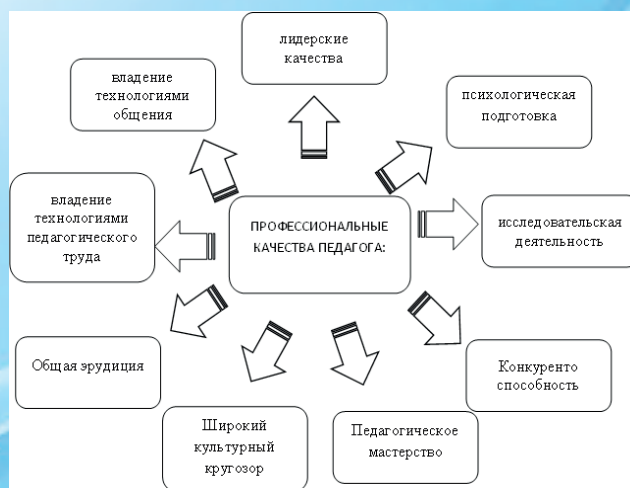 лидерские
качества
владение
технологиями
общения
психологическая
подготовка
владение
технологиями
педагогического
труда
ПРОФЕССИОНАЛЬНЫЕ
КАЧЕСТВА ПЕДАГОГА:
исследовательская
деятельность
Общая эрудиция
Конкуренто
способность
Широкий
культурный
кругозор
Педагогическое
мастерство